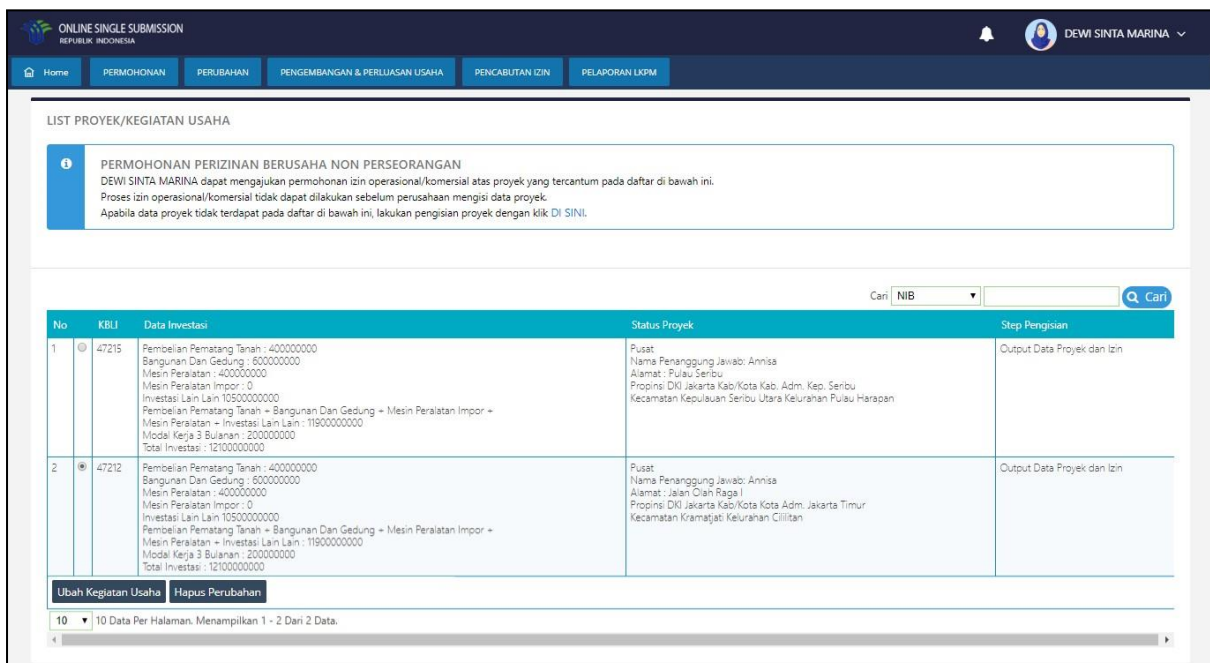 ONLINE SINGLE SUBMISSION
REPUBLIK INDONESIA
DEWI SINTA MARINA
Home
PERMOHONAN
PERUBAHAN
PENGEMBANGAN & PERLUASAN USAHA
PENCABUTAN IZIN
PELAPORAN LKPM
LIST PROYEK/KEGIATAN USAHA
PERMOHONAN PERIZINAN BERUSAHA NON PERSEORANGAN
DEWI SINTA MARINA dapat mengajukan permohonan izin operasional/komersial atas proyek yang tercantum pada daftar di bawah ini.
Proses izin operasional/komersial tidak dapat dilakukan sebelum perusahaan mengisi data proyek.
Apabila data proyek tidak terdapat pada daftar di bawah ini, lakukan pengisian proyek dengan klik DI SINI.
Cari NIB Cari
No KBLI Data Investasi Status Proyek Step Pengisian
1 47215
Pembelian Pematang Tanah : 400000000
Bangunan Dan Gedung : 600000000
Mesin Peralatan : 400000000
Mesin Peralatan Impor : 0
Investasi Lain Lain 10500000000
Pembelian Pematang Tanah + Bangunan Dan Gedung + Mesin Peralatan Impor +
Mesin Peralatan + Investasi Lain Lain : 11900000000
Modal Kerja 3 Bulanan : 200000000
Total Investasi : 12100000000
Pusat
Nama Penanggung Jawab: Annisa
Alamat : Pulau Seribu
Propinsi DKI Jakarta Kab/Kota Kab. Adm. Kep. Seribu
Kecamatan Kepulauan Seribu Utara Kelurahan Pulau Harapan
Output Data Proyek dan Izin
2 47212
Pembelian Pematang Tanah : 400000000
Bangunan Dan Gedung : 600000000
Mesin Peralatan : 400000000
Mesin Peralatan Impor : 0
Investasi Lain Lain 10500000000
Pembelian Pematang Tanah + Bangunan Dan Gedung + Mesin Peralatan Impor +
Mesin Peralatan + Investasi Lain Lain : 11900000000
Modal Kerja 3 Bulanan : 200000000
Total Investasi : 12100000000
Pusat
Nama Penanggung Jawab: Annisa
Alamat : Jalan Olah Raga I
Propinsi DKI Jakarta Kab/Kota Kota Adm. Jakarta Timur
Kecamatan Kramatjati Kelurahan Cililitan
Output Data Proyek dan Izin
Ubah Kegiatan Usaha
Hapus Perubahan
10 10 Data Per Halaman. Menampilkan 1 - 2 Dari 2 Data.